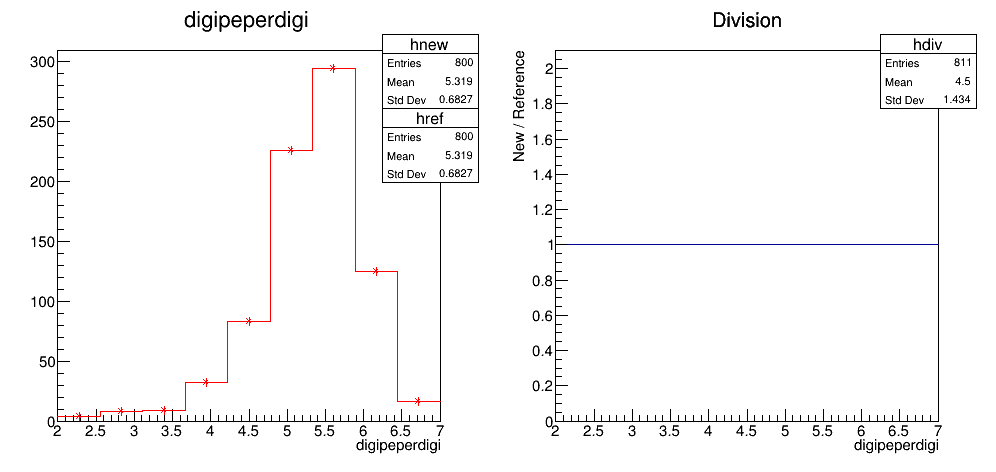 digipeperdigi
hnew
Entries 800
Mean 5.319
Std Dev 0.6827
href
Entries 800
Mean 5.319
Std Dev 0.6827
300
250
200
150
100
50
0
2 2.5 3 3.5 4 4.5 5 5.5 6 6.5 7
digipeperdigi
Division
hdiv
Entries 811
Mean 4.5
Std Dev 1.434
New / Reference
2
1.8
1.6
1.4
1.2
1
0.8
0.6
0.4
0.2
0
2 2.5 3 3.5 4 4.5 5 5.5 6 6.5 7
digipeperdigi